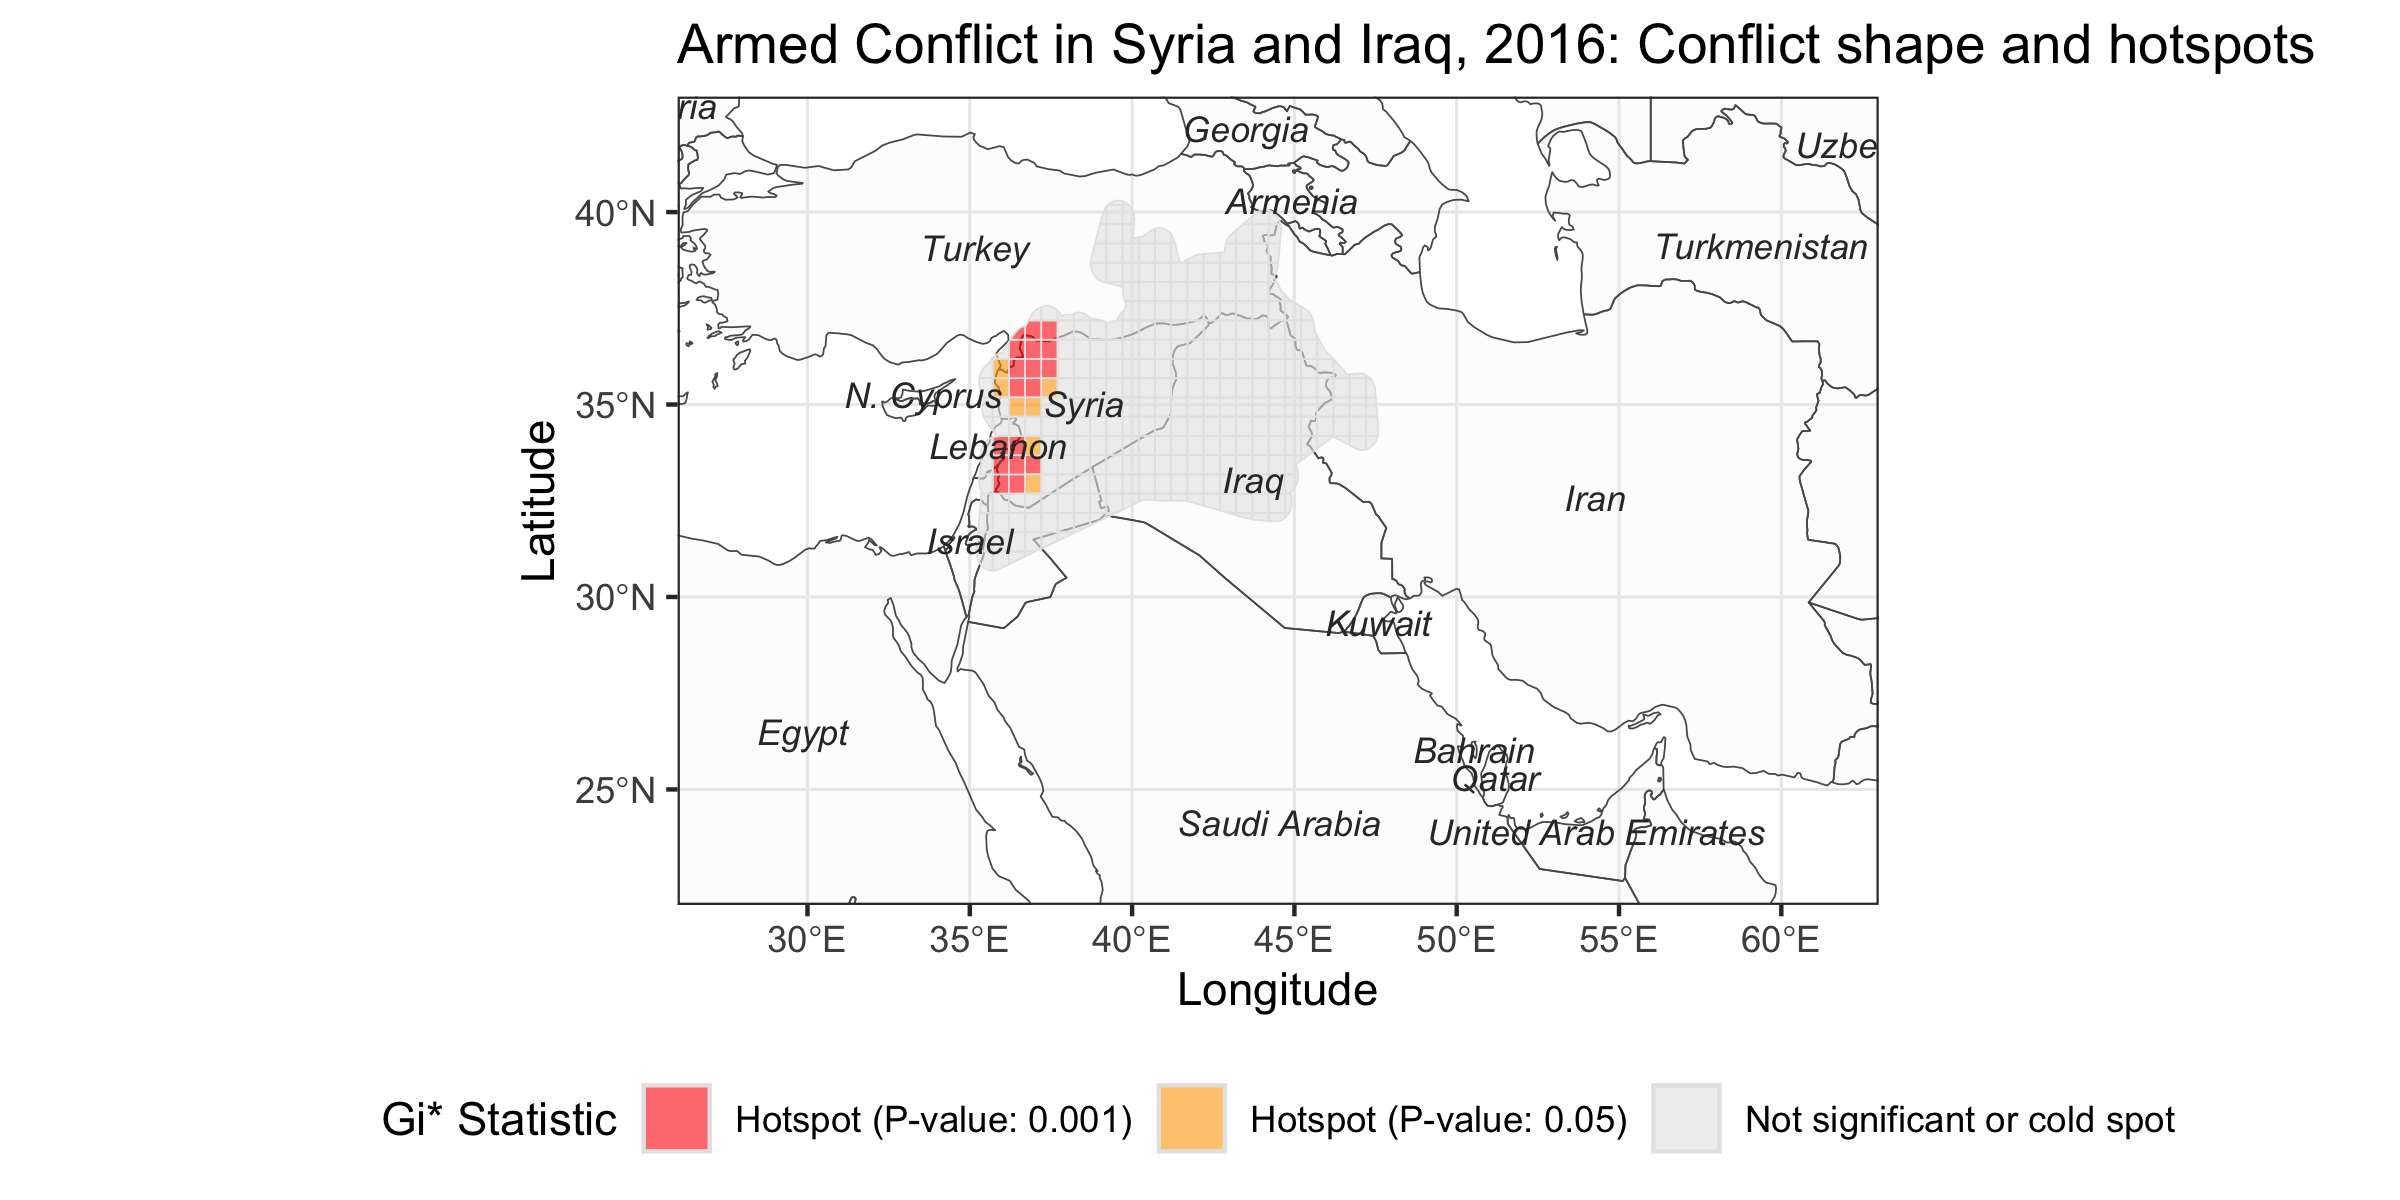 Armed Conflict in Syria and Iraq, 2016: Conflict shape and hotspots
ria
Georgia
Uzbe
Armenia
Turkey
Turkmenistan
N. Cyprus
Syria
Lebanon
Iraq
Iran
Israel
Kuwait
Egypt
Bahrain
Qatar
Saudi Arabia
United Arab Emirates
40°N
35°N
30°N
25°N
Latitude
30°E 35°E 40°E 45°E 50°E 55°E 60°E
Longitude
Gi* Statistic Hotspot (P-value: 0.001) Hotspot (P-value: 0.05) Not significant or cold spot